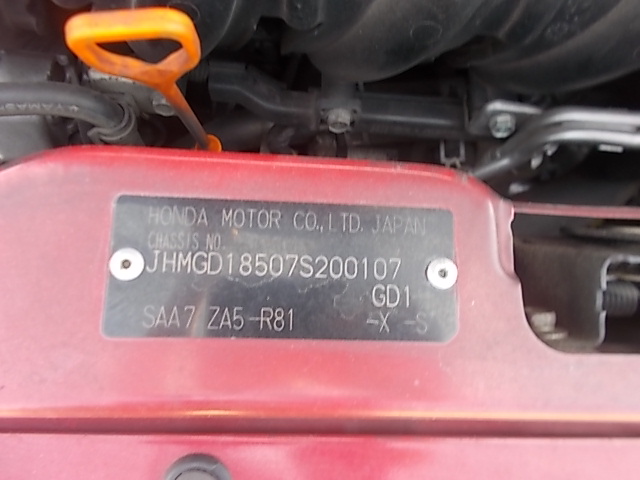 HONDA MOTOR CO.,LTD. JAPAN
CHASSIS NO.
JHMGD18507S200107
GD1
SAA7 ZA5-R81 -X -S